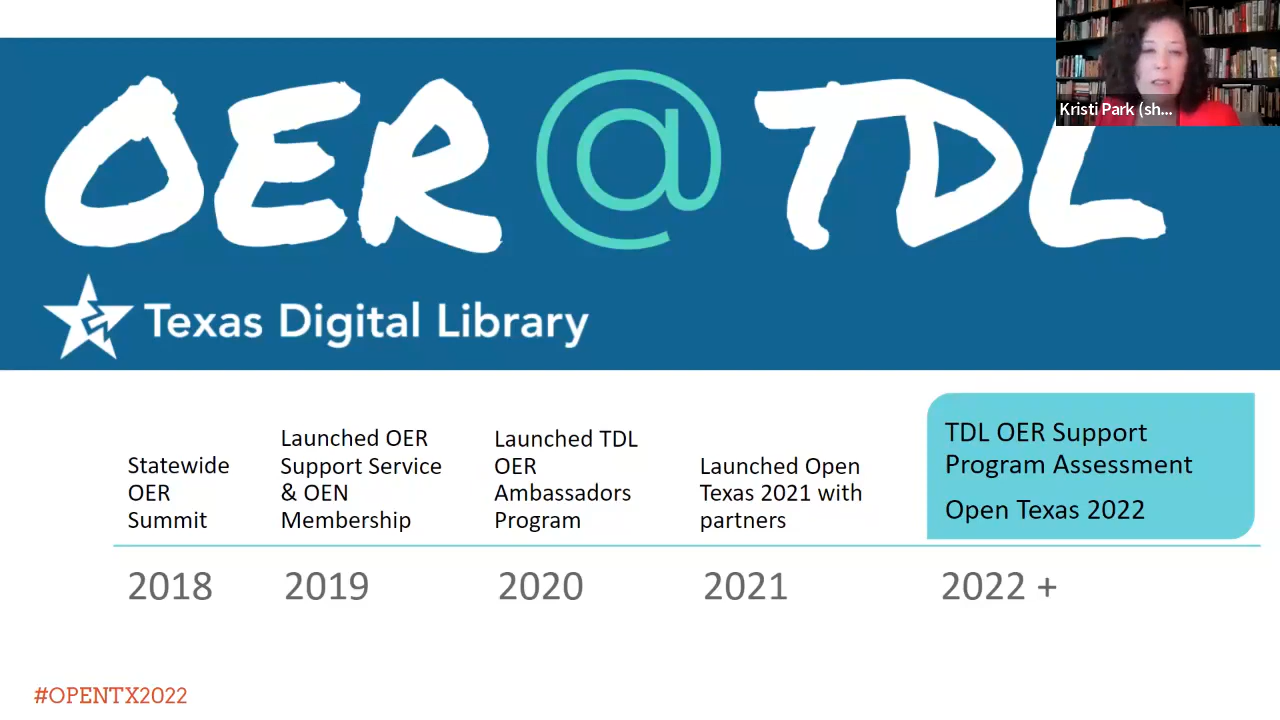 OER @ TDL
Kristi Park (sh...
Texas Digital Library
Statewide
OER
Summit
Launched OER
Support Service
& OEN
Membership
Launched TDL
OER
Ambassadors
Program
Launched Open
Texas 2021 with
partners
TDL OER Support
Program Assessment
Open Texas 2022
2018
2019
2020
2021
2022 +
#OPENTX2022